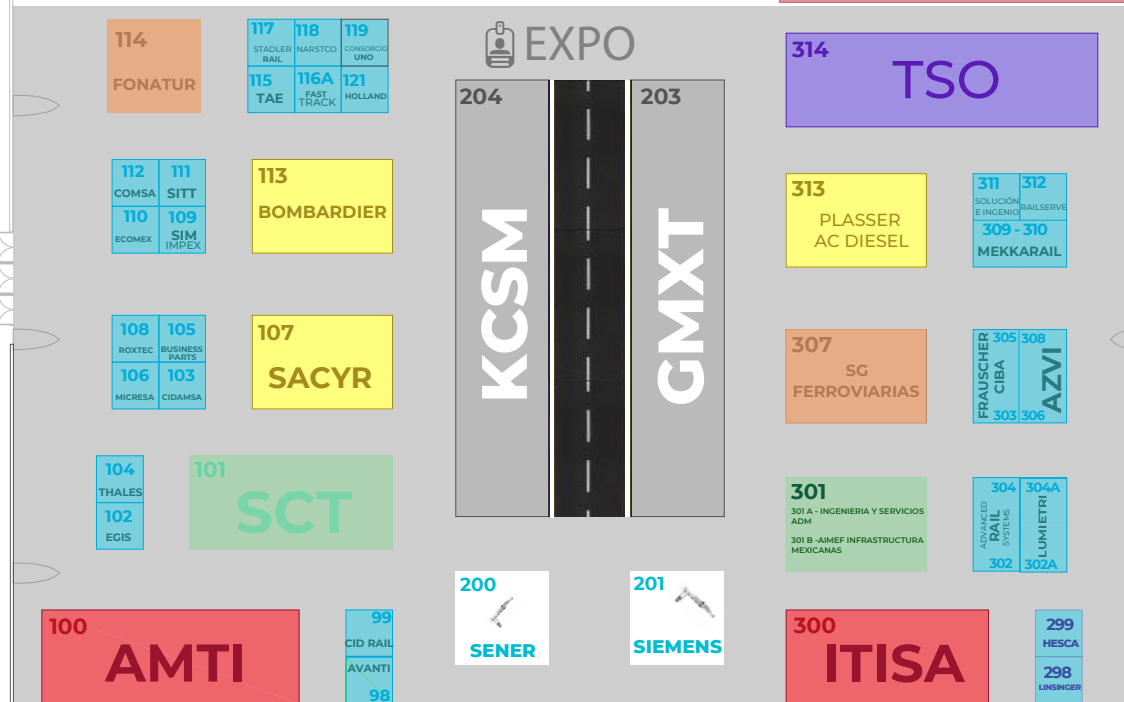 EXPO
114
FONATUR
117
STADLER
RAIL
118
NARSTCO
119
CONSORCIO
UNO
115
TAE
116A
FAST
TRACK
121
HOLLAND
204
KCSM
203
GMXT
314
TSO
112
COMSA
111
SITT
110
ECOMEX
109
SIM
IMPEX
113
BOMBARDIER
313
PLASSER
AC DIESEL
311
SOLUCIÓN
E INGENIO
312
RAILSERVE
309 - 310
MEKKARAIL
108
ROXTEC
105
BUSINESS
PARTS
106
MICRESA
103
CIDAMSA
107
SACYR
307
SG
FERROVIARIAS
305
FRAUSCHER
CIBA
303
308
AZVI
306
104
THALES
102
EGIS
101
SCT
301
301 A - INGENIERIA Y SERVICIOS
ADM
301 B -AIMEF INFRASTRUCTURA
MEXICANAS
304
ADVANCED
RAIL
SYSTEMS
302
304A
LUMIETRI
302A
200
SENER
201
SIEMENS
100
AMTI
99
CID RAIL
AVANTI
98
300
ITISA
299
HESCA
298
LINSINGER